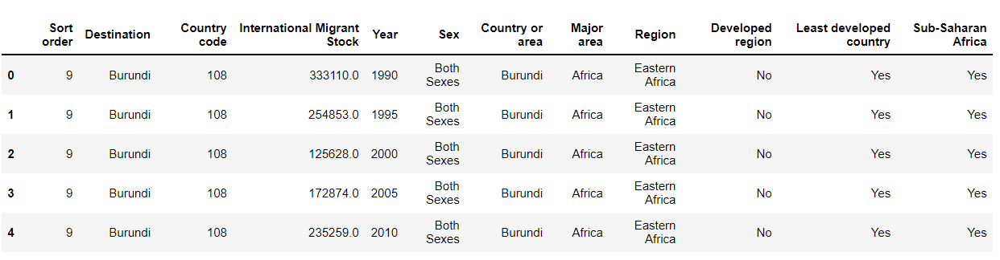 Sort order Destination Country code International Migrant Stock Year Sex Country or area Major area Region Developed region Least developed country Sub-Saharan Africa
0 9 Burundi 108 333110.0 1990 Both Sexes Burundi Africa Eastern Africa No Yes Yes
1 9 Burundi 108 254853.0 1995 Both Sexes Burundi Africa Eastern Africa No Yes Yes
2 9 Burundi 108 125628.0 2000 Both Sexes Burundi Africa Eastern Africa No Yes Yes
3 9 Burundi 108 172874.0 2005 Both Sexes Burundi Africa Eastern Africa No Yes Yes
4 9 Burundi 108 235259.0 2010 Both Sexes Burundi Africa Eastern Africa No Yes Yes